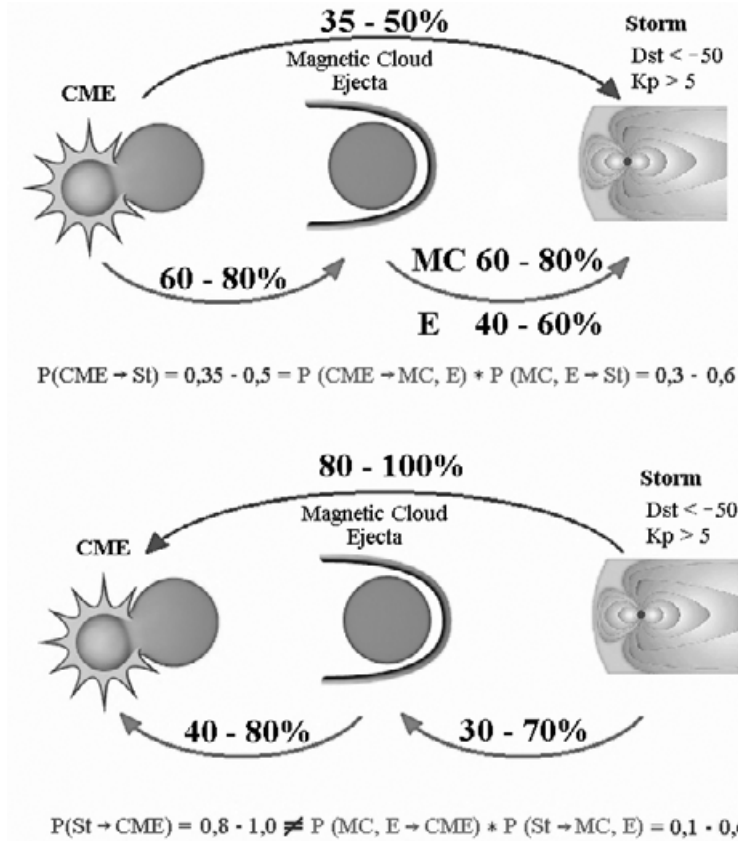 35 - 50%
Storm
Dst < −50
Kp > 5
Magnetic Cloud
Ejecta
CME
60 - 80%
MC 60 - 80%
E 40 - 60%
P(CME → St) = 0,35 - 0,5 = P (CME → MC, E) * P (MC, E → St) = 0,3 - 0,6
80 - 100%
Storm
Dst < −50
Kp > 5
Magnetic Cloud
Ejecta
CME
40 - 80%
30 - 70%
P(St → CME) = 0,8 - 1,0 ≠ P (MC, E → CME) * P (St → MC, E) = 0,1 -